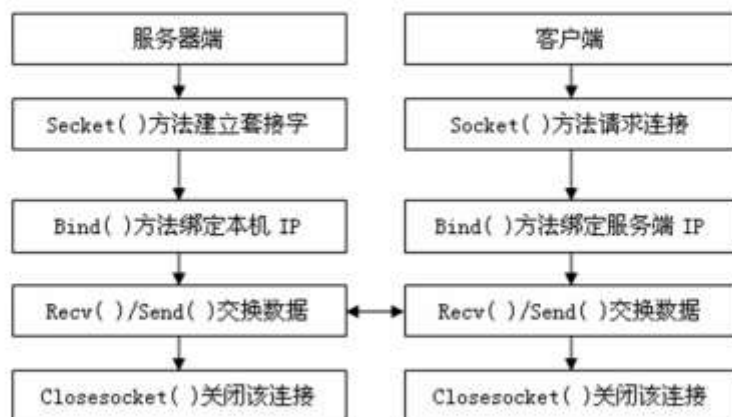 服务器端
客户端
Secket( )方法建立套接字
Socket( )方法请求连接
Bind( )方法绑定本机 IP
Bind( )方法绑定服务端 IP
Recv( )/Send( )交换数据
Recv( )/Send( )交换数据
Closesocket( )关闭该连接
Closesocket( )关闭该连接